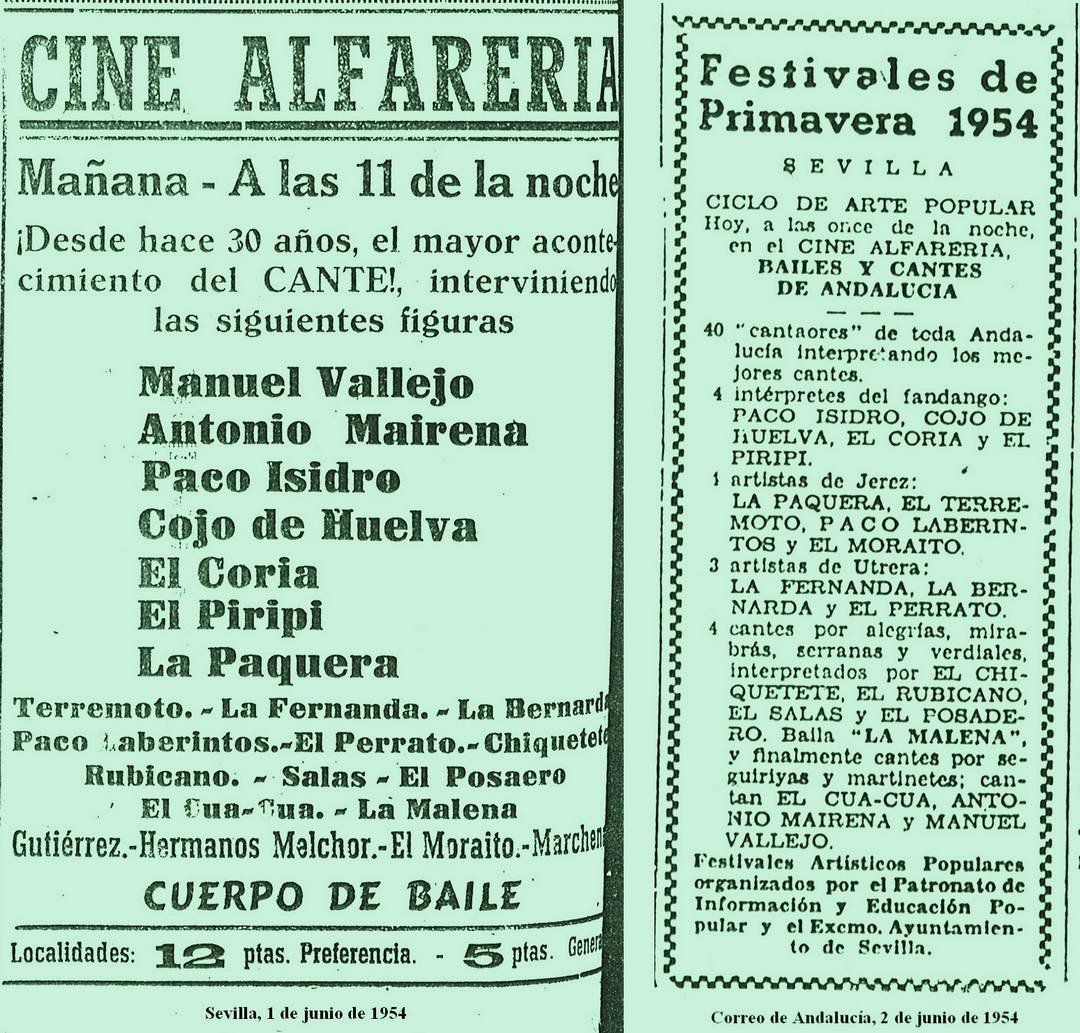 CINE ALFARERIA
Mañana - A las 11 de la noche
¡Desde hace 30 años, el mayor aconte-
cimiento del CANTE!, interviniendo
las siguientes figuras
Manuel Vallejo
Antonio Mairena
Paco Isidro
Cojo de Huelva
El Coria
El Piripi
La Paquera
Terremoto. - La Fernanda. - La Bernarda
Paco Laberintos.-El Perrato.-Chiquetete
Rubicano. - Salas - El Posaero
El Cua-Cua. - La Malena
Gutiérrez.-Hermanos Melchor.-El Moraito.-Marchena
CUERPO DE BAILE
Localidades: 12 ptas. Preferencia. - 5 ptas. General
Sevilla, 1 de junio de 1954
Festivales de
Primavera 1954
SEVILLA
CICLO DE ARTE POPULAR
Hoy, a las once de la noche,
en el CINE ALFARERIA,
BAILES Y CANTES
DE ANDALUCIA
40 "cantaores" de toda Anda-
lucía interpretando los me-
jores cantes.
4 intérpretes del fandango:
PACO ISIDRO, COJO DE
HUELVA, EL CORIA y EL
PIRIPI.
1 artistas de Jerez:
LA PAQUERA, EL TERRE-
MOTO, PACO LABERIN-
TOS y EL MORAITO.
3 artistas de Utrera:
LA FERNANDA, LA BER-
NARDA y EL PERRATO.
4 cantes por alegrías, mira-
brás, serranas y verdiales,
interpretados por EL CHI-
QUETETE, EL RUBICANO,
EL SALAS y EL POSADE-
RO. Baila "LA MALENA",
y finalmente cantes por se-
guiriyas y martinetes; can-
tan EL CUA-CUA, ANTO-
NIO MAIRENA y MANUEL
VALLEJO.
Festivales Artísticos Populares
organizados por el Patronato de
Información y Educación Po-
pular y el Excmo. Ayuntamien-
to de Sevilla.
Correo de Andalucía, 2 de junio de 1954